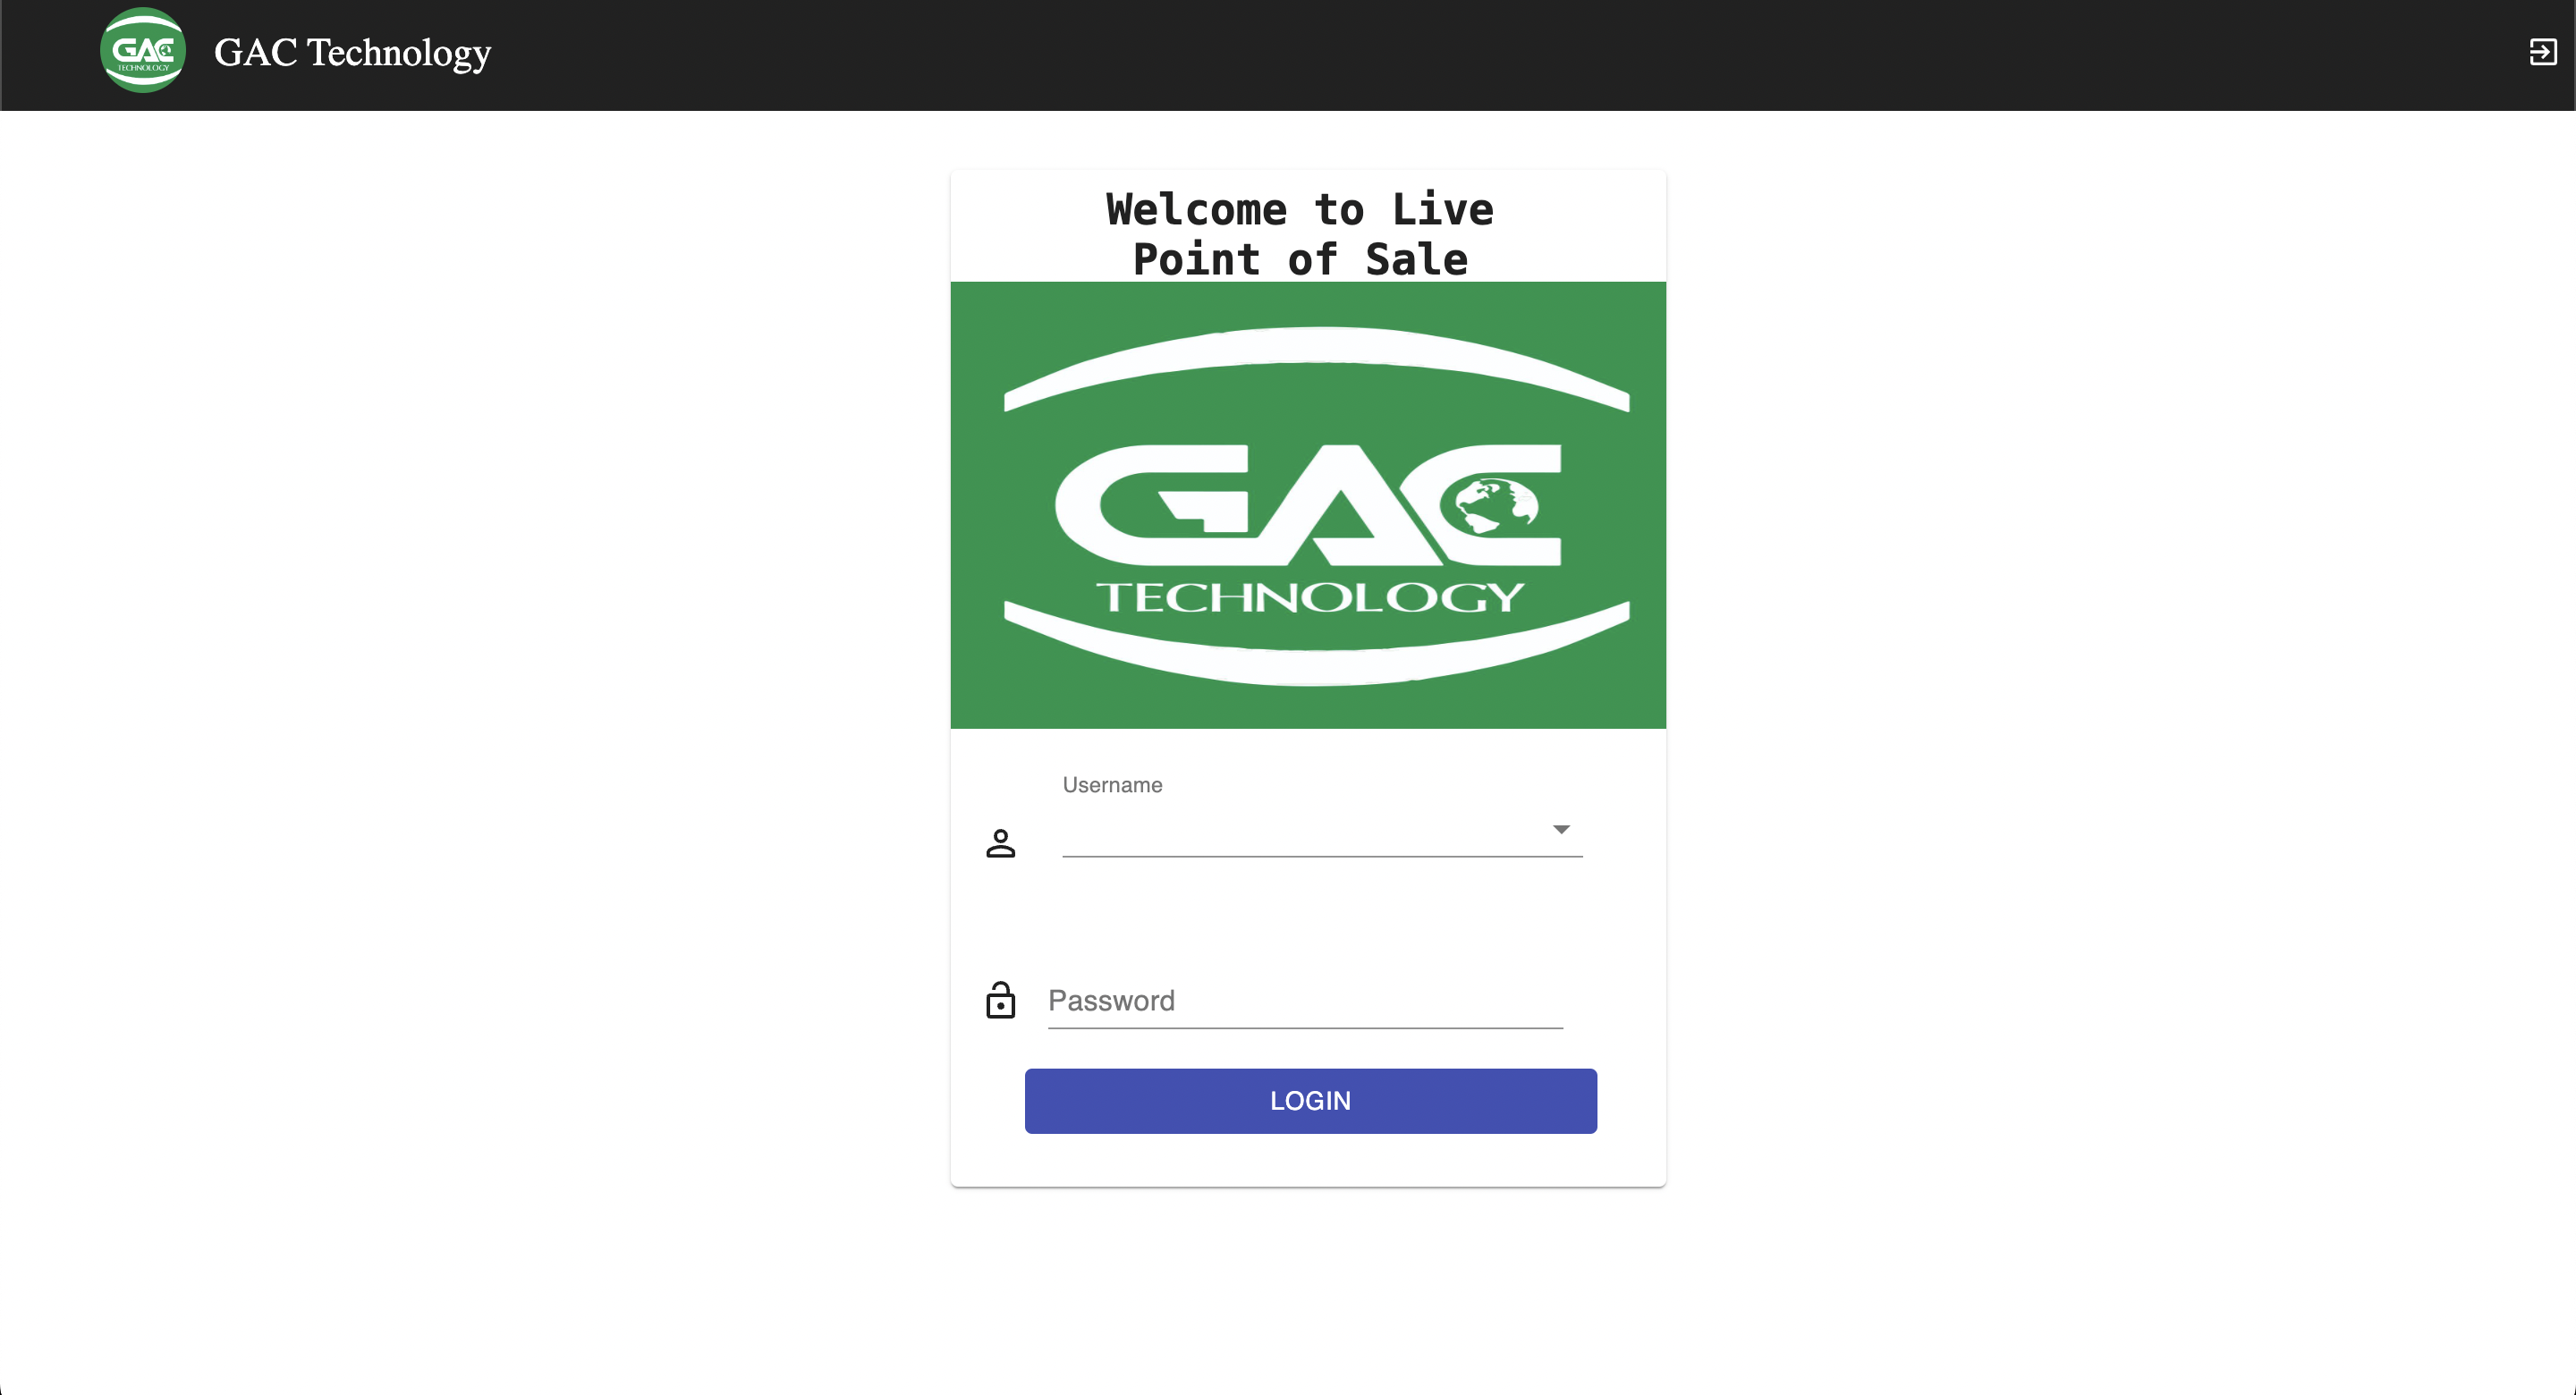 GAC
TECHNOLOGY
GAC Technology
Welcome to Live
Point of Sale
GAC
TECHNOLOGY
Username
Password
LOGIN